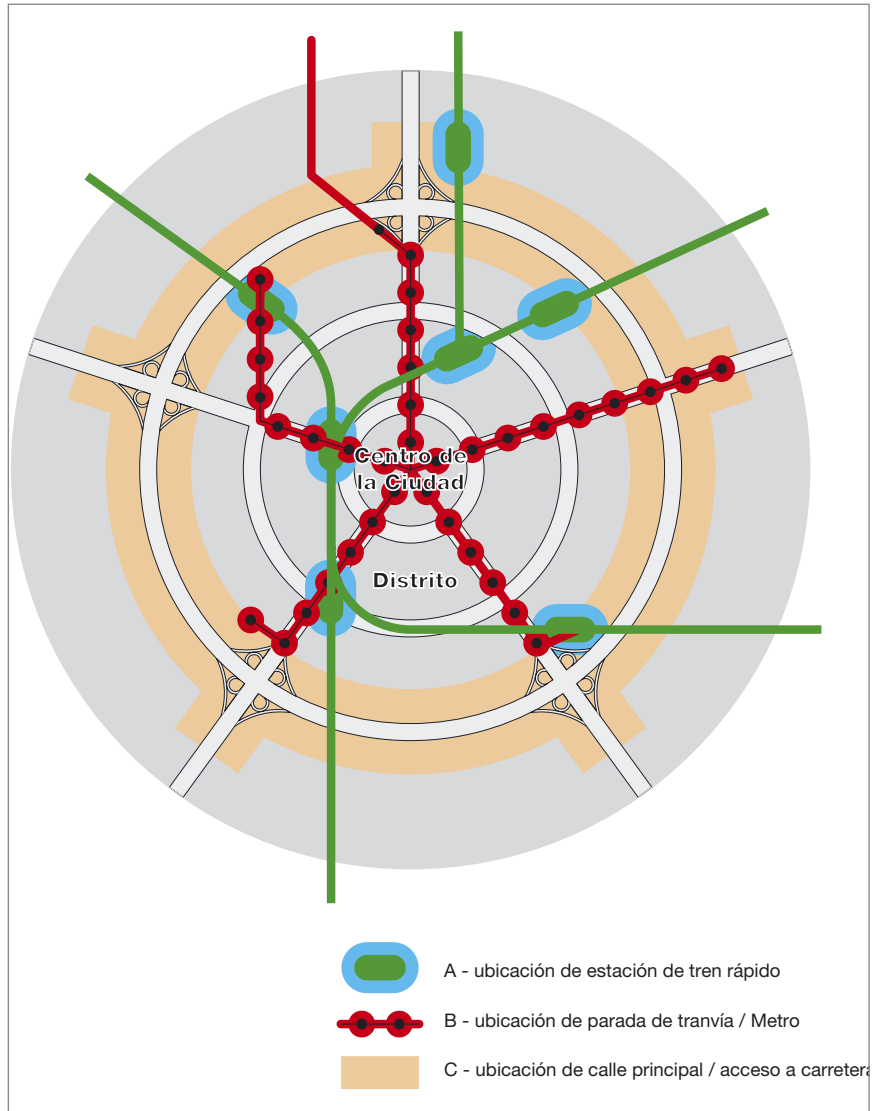 Centro de
la Ciudad
Distrito
A - ubicación de estación de tren rápido
B - ubicación de parada de tranvía / Metro
C - ubicación de calle principal / acceso a carretera